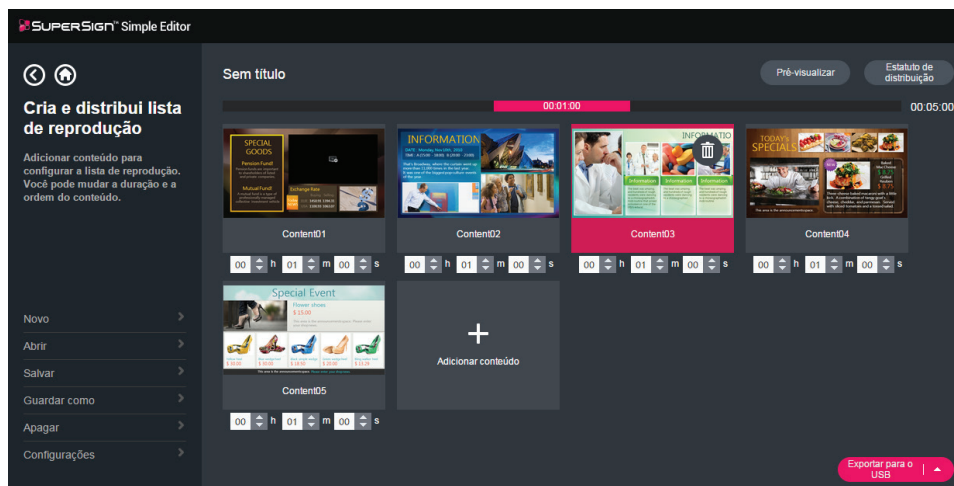 SUPERSIGN™ Simple Editor
Cria e distribui lista
de reprodução
Adicionar conteúdo para
configurar a lista de reprodução.
Você pode mudar a duração e a
ordem do conteúdo.
Novo
Abrir
Salvar
Guardar como
Apagar
Configurações
Sem título
Pré-visualizar
Estatuto de
distribuição
00:01:00
00:05:00
SPECIAL
GOODS
Pension Fund!
Mutual Fund!
Exchange Rate
Content01
00 h 01 m 00 s
INFORMATION
Content02
00 h 01 m 00 s
INFORMATIO
Information Information Information
Content03
00 h 01 m 00 s
TODAY's
SPECIALS
Content04
00 h 01 m 00 s
Special Event
Flower shoes
$ 15.00
Content05
00 h 01 m 00 s
Adicionar conteúdo
Exportar para o
USB